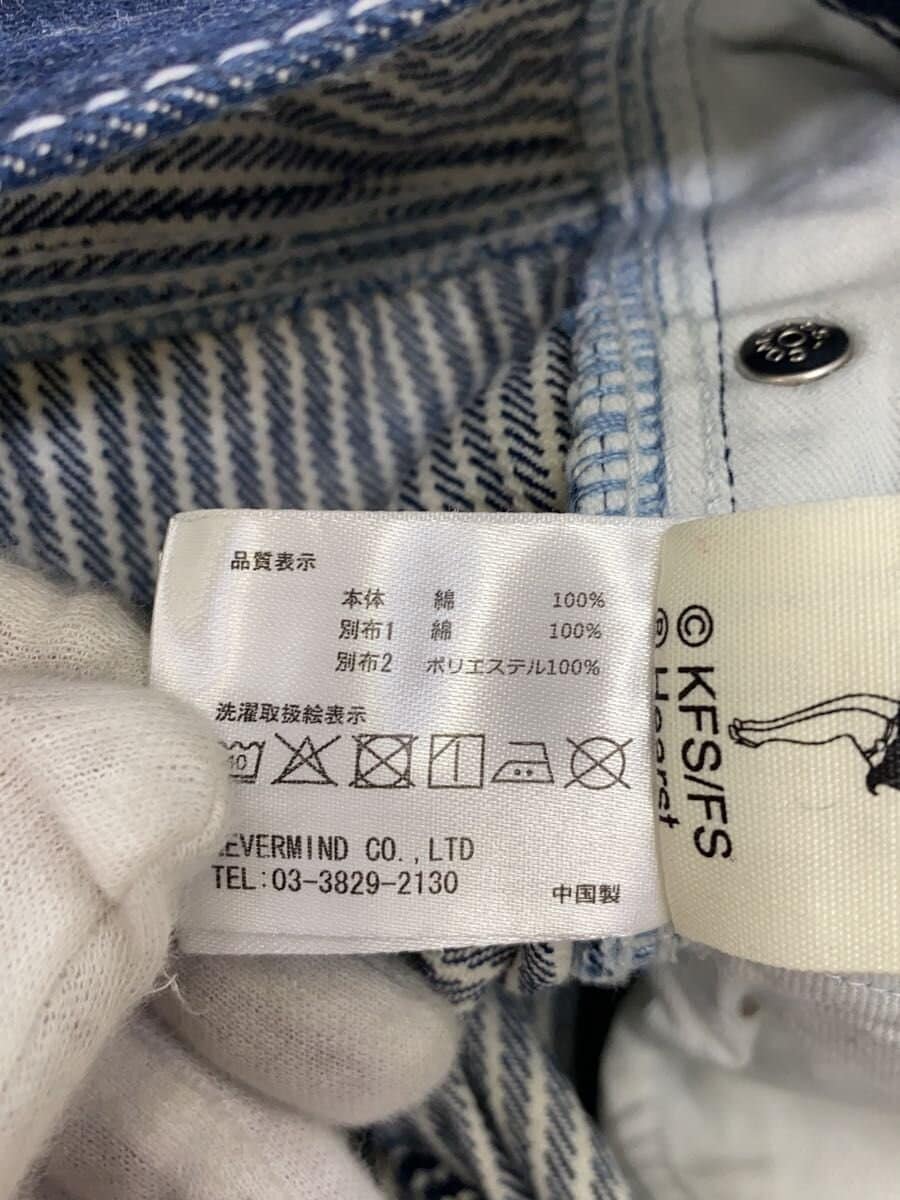 品質表示
本体 綿 100%
別布1 綿 100%
別布2 ポリエステル100%
洗濯取扱絵表示
40
EVERMIND CO.,LTD
TEL:03-3829-2130
中国製
©KFS/FS
® Hearst